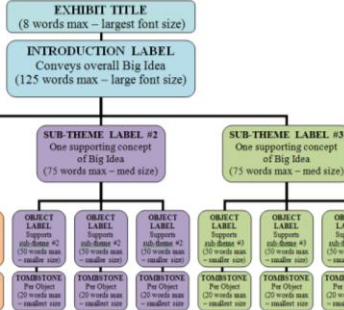 EXHIBIT TITLE
(8 words max – largest font size)
INTRODUCTION LABEL
Conveys overall Big Idea
(125 words max – large font size)
SUB-THEME LABEL #2
One supporting concept
of Big Idea
(75 words max – med size)
SUB-THEME LABEL #3
One supporting concept
of Big Idea
(75 words max – med size)
OBJECT
LABEL
Supports
sub-theme #2
(50 words max
– smaller size)
OBJECT
LABEL
Supports
sub-theme #2
(50 words max
– smaller size)
OBJECT
LABEL
Supports
sub-theme #2
(50 words max
– smaller size)
OBJECT
LABEL
Supports
sub-theme #3
(50 words max
– smaller size)
OBJECT
LABEL
Supports
sub-theme #3
(50 words max
– smaller size)
TOMBSTONE
Per Object
(20 words max
– smallest size
TOMBSTONE
Per Object
(20 words max
– smallest size
TOMBSTONE
Per Object
(20 words max
– smallest size
TOMBSTONE
Per Object
(20 words max
– smallest size
TOMBSTONE
Per Object
(20 words max
– smallest size